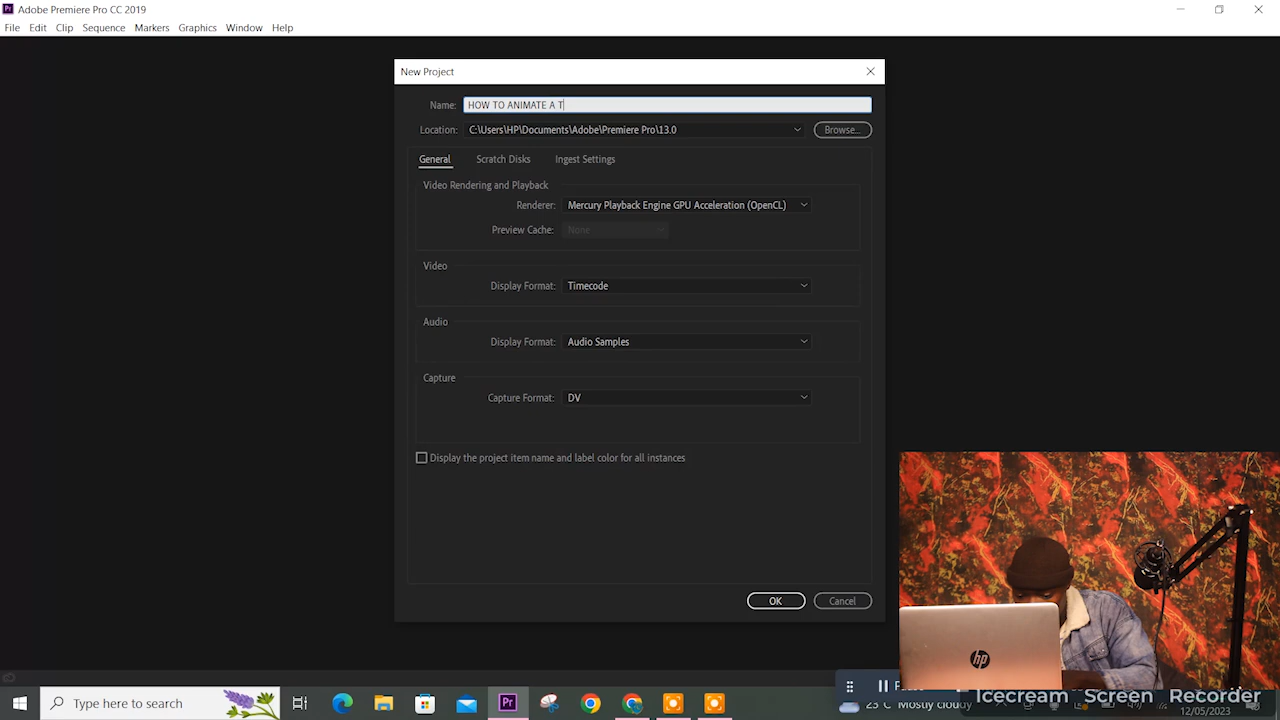 Adobe Premiere Pro CC 2019
File Edit Clip Sequence Markers Graphics Window Help
New Project
Name: HOW TO ANIMATE A T
Location: C:\Users\HP\Documents\Adobe\Premiere Pro\13.0 Browse...
General Scratch Disks Ingest Settings
Video Rendering and Playback
Renderer: Mercury Playback Engine GPU Acceleration (OpenCL)
Preview Cache: None
Video
Display Format: Timecode
Audio
Display Format: Audio Samples
Capture
Capture Format: DV
Display the project item name and label color for all instances
OK Cancel
hp
Type here to search
Icecream Screen Recorder
23° Mostly cloudy
12/05/2023